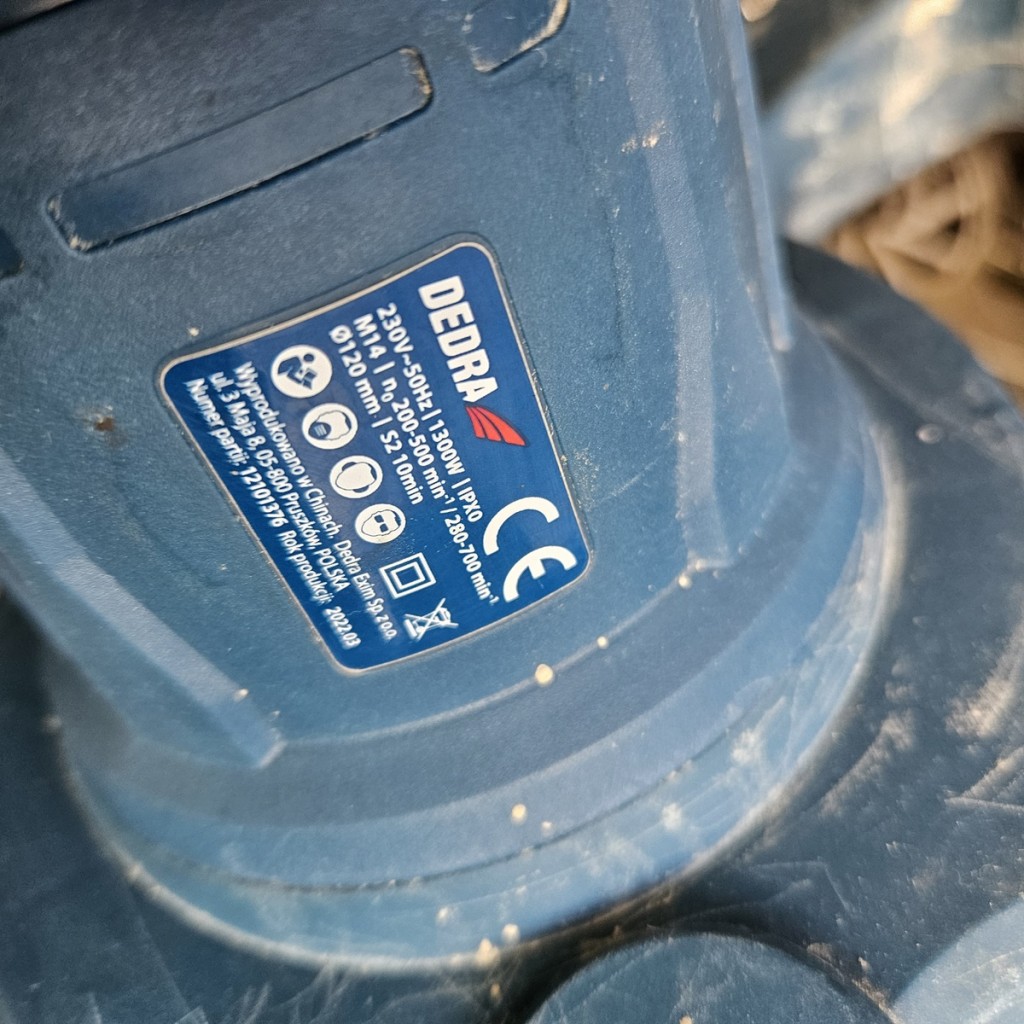 DEDRA
CE
230V~50Hz | 1300W | IPX0
M14 | n₀ 200-500 min⁻¹ / 280-700 min⁻¹
Ø120 mm | S2 10min
Wyprodukowano w Chinach, Dedra Exim Sp. z o.o.
ul. 3 Maja 8, 05-800 Pruszków, POLSKA
Numer partii: 12101376 Rok produkcji: 2022.03